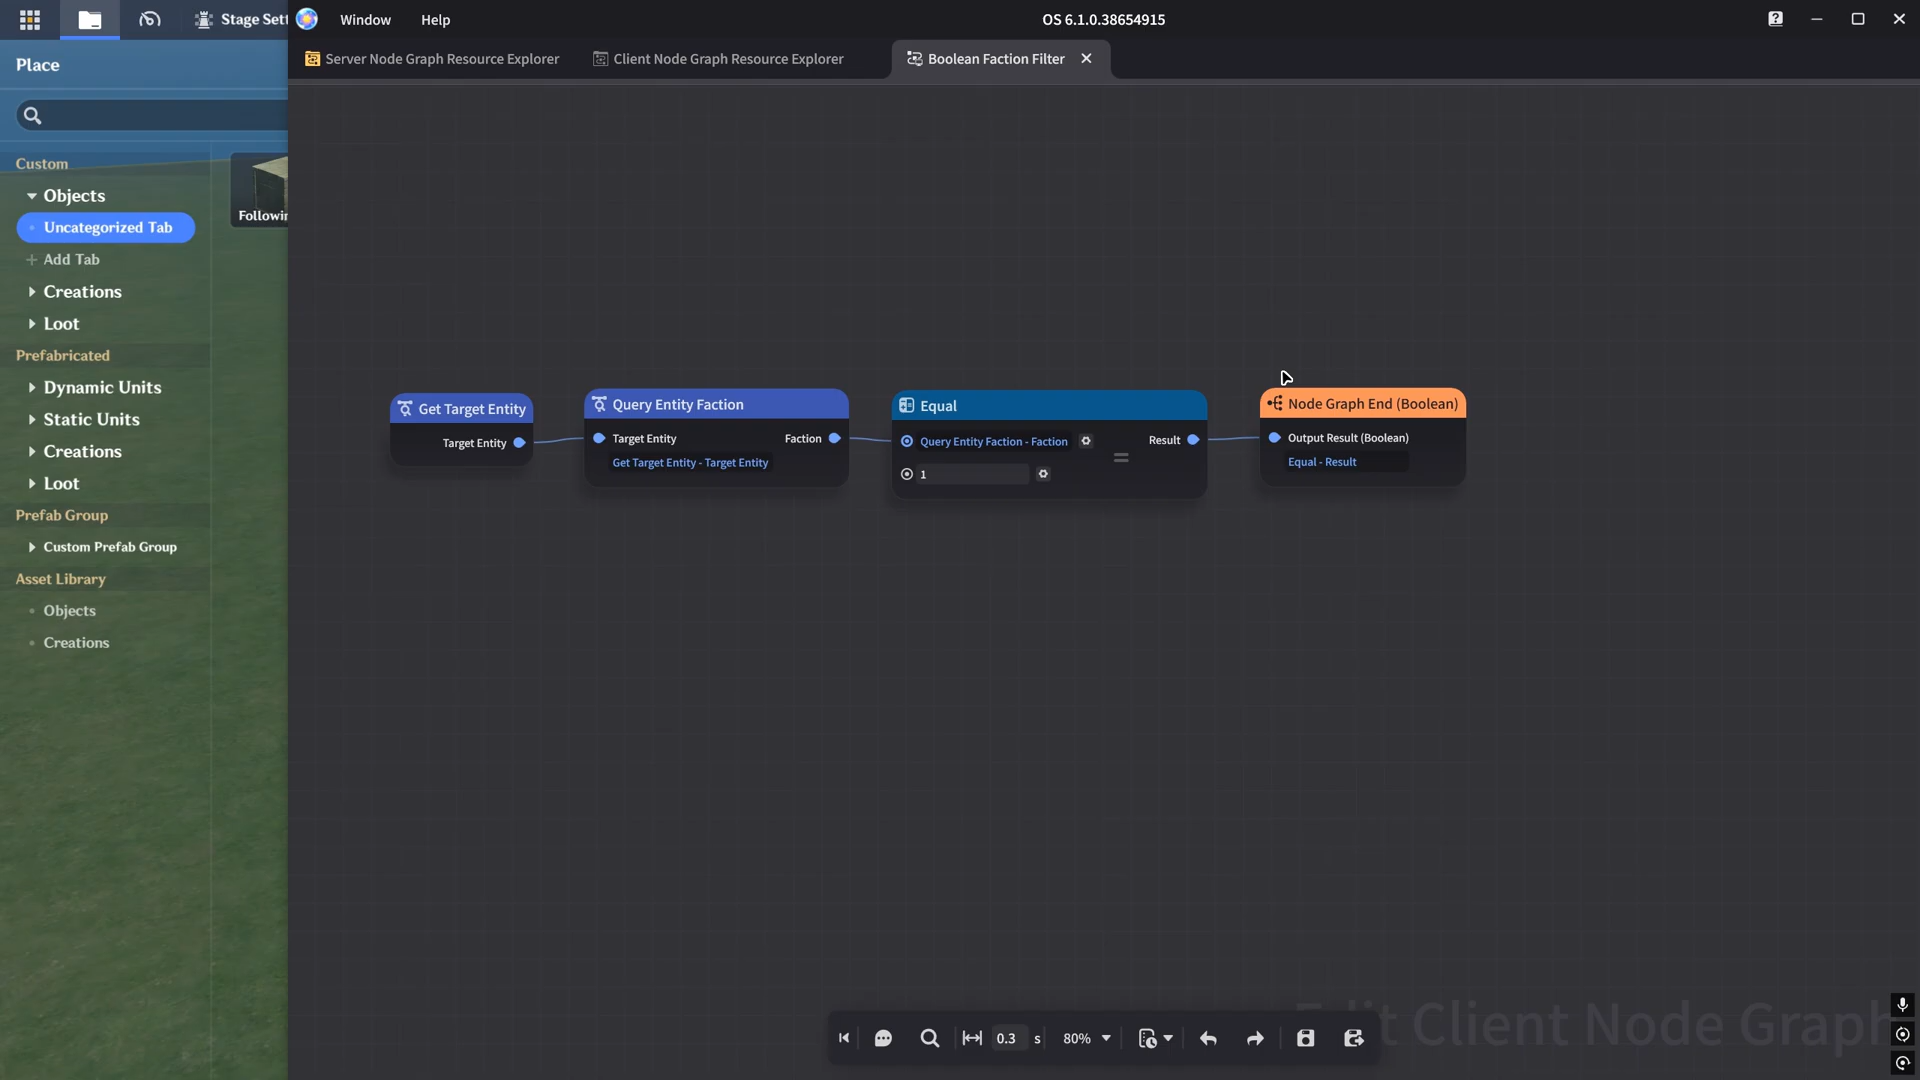 Stage Sett
Window
Help
OS 6.1.0.38654915
Server Node Graph Resource Explorer
Client Node Graph Resource Explorer
Boolean Faction Filter
Place
Custom
Objects
Uncategorized Tab
Add Tab
Creations
Loot
Prefabricated
Dynamic Units
Static Units
Creations
Loot
Prefab Group
Custom Prefab Group
Asset Library
Objects
Creations
Followin
Get Target Entity
Target Entity
Query Entity Faction
Target Entity
Faction
Get Target Entity - Target Entity
Equal
Query Entity Faction - Faction
Result
1
Node Graph End (Boolean)
Output Result (Boolean)
Equal - Result
0.3 s
80%
Edit Client Node Graph